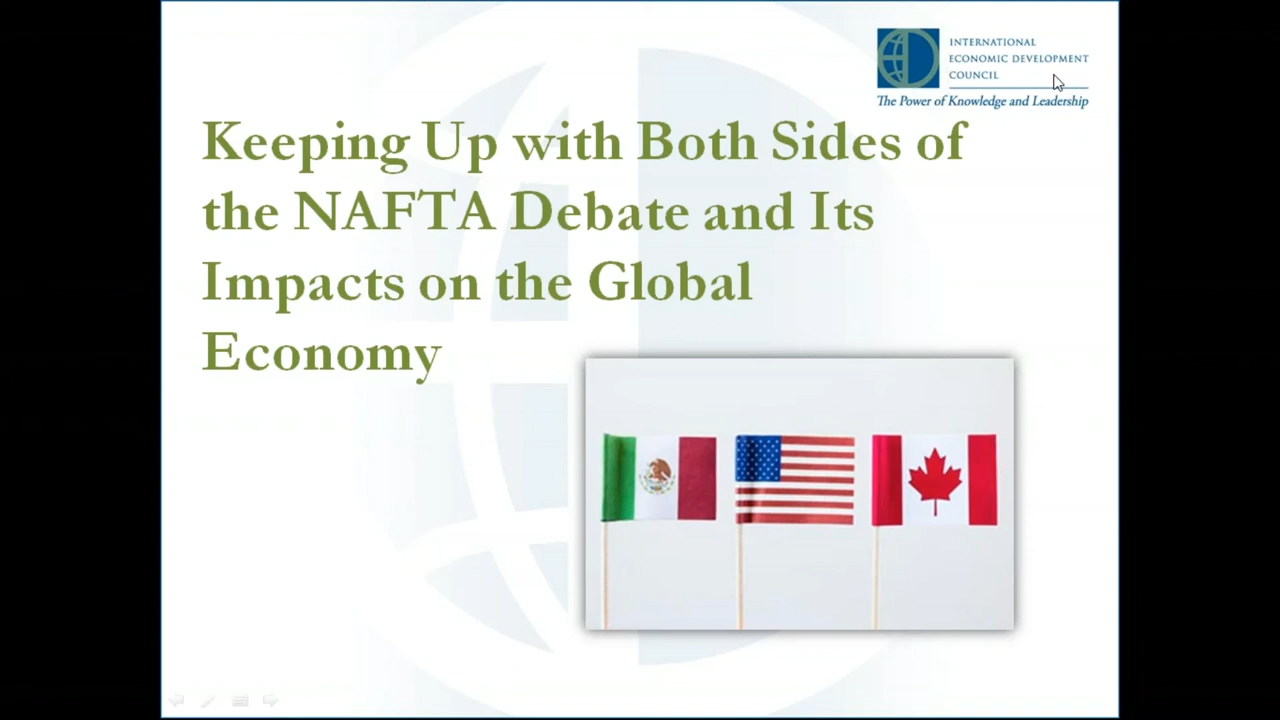 INTERNATIONAL
ECONOMIC DEVELOPMENT
COUNCIL
The Power of Knowledge and Leadership
Keeping Up with Both Sides of
the NAFTA Debate and Its
Impacts on the Global
Economy